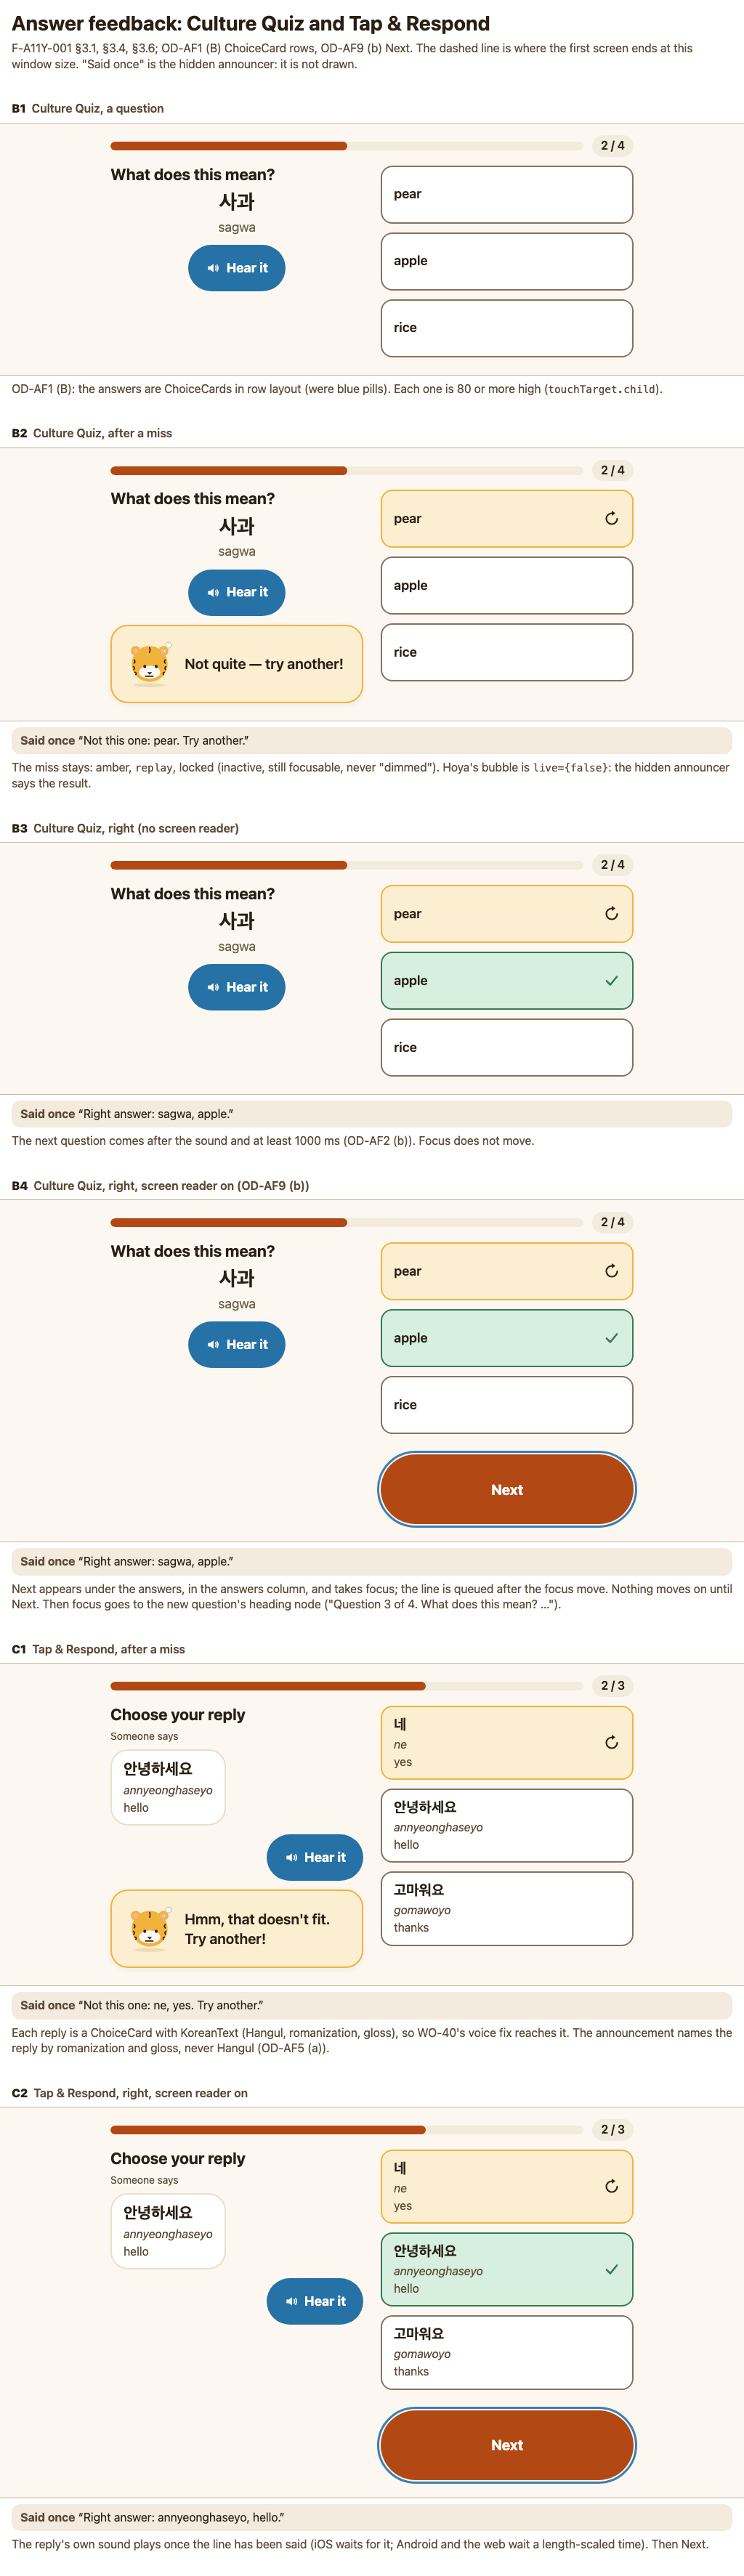 Answer feedback: Culture Quiz and Tap & Respond
F-A11Y-001 §3.1, §3.4, §3.6; OD-AF1 (B) ChoiceCard rows, OD-AF9 (b) Next. The dashed line is where the first screen ends at this
window size. "Said once" is the hidden announcer: it is not drawn.
B1 Culture Quiz, a question
2 / 4
What does this mean?
사과
sagwa
Hear it
pear
apple
rice
OD-AF1 (B): the answers are ChoiceCards in row layout (were blue pills). Each one is 80 or more high (touchTarget.child).
B2 Culture Quiz, after a miss
2 / 4
What does this mean?
사과
sagwa
Hear it
Not quite — try another!
pear
apple
rice
Said once “Not this one: pear. Try another.”
The miss stays: amber, replay, locked (inactive, still focusable, never "dimmed"). Hoya's bubble is live={false}: the hidden announcer
says the result.
B3 Culture Quiz, right (no screen reader)
2 / 4
What does this mean?
사과
sagwa
Hear it
pear
apple
rice
Said once “Right answer: sagwa, apple.”
The next question comes after the sound and at least 1000 ms (OD-AF2 (b)). Focus does not move.
B4 Culture Quiz, right, screen reader on (OD-AF9 (b))
2 / 4
What does this mean?
사과
sagwa
Hear it
pear
apple
rice
Next
Said once “Right answer: sagwa, apple.”
Next appears under the answers, in the answers column, and takes focus; the line is queued after the focus move. Nothing moves on until
Next. Then focus goes to the new question's heading node ("Question 3 of 4. What does this mean? ...").
C1 Tap & Respond, after a miss
2 / 3
Choose your reply
Someone says
안녕하세요
annyeonghaseyo
hello
Hear it
Hmm, that doesn't fit.
Try another!
네
ne
yes
안녕하세요
annyeonghaseyo
hello
고마워요
gomawoyo
thanks
Said once “Not this one: ne, yes. Try another.”
Each reply is a ChoiceCard with KoreanText (Hangul, romanization, gloss), so WO-40's voice fix reaches it. The announcement names the
reply by romanization and gloss, never Hangul (OD-AF5 (a)).
C2 Tap & Respond, right, screen reader on
2 / 3
Choose your reply
Someone says
안녕하세요
annyeonghaseyo
hello
Hear it
네
ne
yes
안녕하세요
annyeonghaseyo
hello
고마워요
gomawoyo
thanks
Next
Said once “Right answer: annyeonghaseyo, hello.”
The reply's own sound plays once the line has been said (iOS waits for it; Android and the web wait a length-scaled time). Then Next.